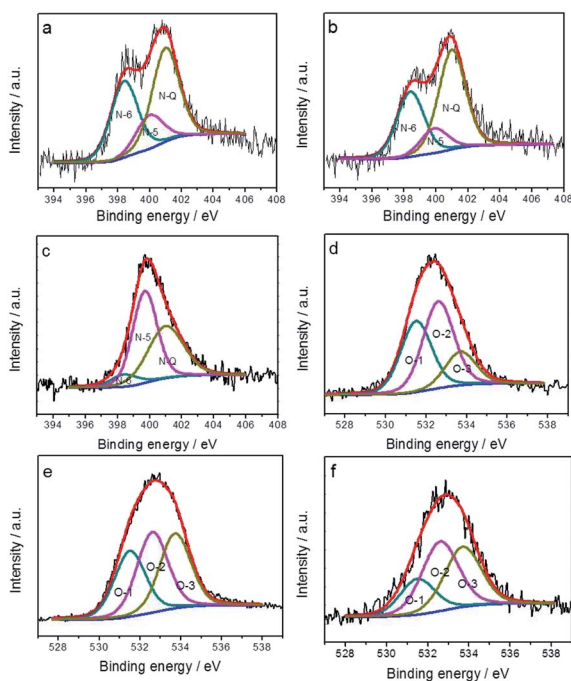 a
Intensity / a.u.
N-6
N-5
N-Q
394 396 398 400 402 404 406 408
Binding energy / eV
b
Intensity / a.u.
N-6
N-5
N-Q
394 396 398 400 402 404 406 408
Binding energy / eV
c
Intensity / a.u.
N-5
N-Q
N-6
394 396 398 400 402 404 406 408
Binding energy / eV
d
Intensity / a.u.
O-1
O-2
O-3
528 530 532 534 536 538
Binding energy / eV
e
Intensity / a.u.
O-1
O-2
O-3
528 530 532 534 536 538
Binding energy / eV
f
Intensity / a.u.
O-1
O-2
O-3
528 530 532 534 536 538
Binding energy / eV